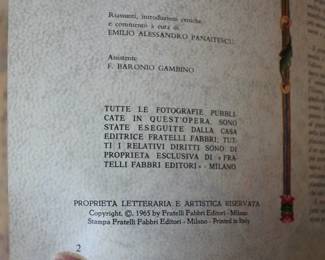 Riassunti, introduzioni critiche
e commento a cura di
EMILIO ALESSANDRO PANAITESCU
Assistente
F. BARONIO GAMBINO
TUTTE LE FOTOGRAFIE PUBBLI-
CATE IN QUEST'OPERA, SONO
STATE ESEGUITE DALLA CASA
EDITRICE FRATELLI FABBRI; TUT-
TI I RELATIVI DIRITTI SONO DI
PROPRIETA ESCLUSIVA DI «FRA-
TELLI FABBRI EDITORI» - MILANO
PROPRIETA LETTERARIA E ARTISTICA RISERVATA
Copyright, © 1965 by Fratelli Fabbri Editori - Milano
Stampa Fratelli Fabbri Editori - Milano - Printed in Italy
2